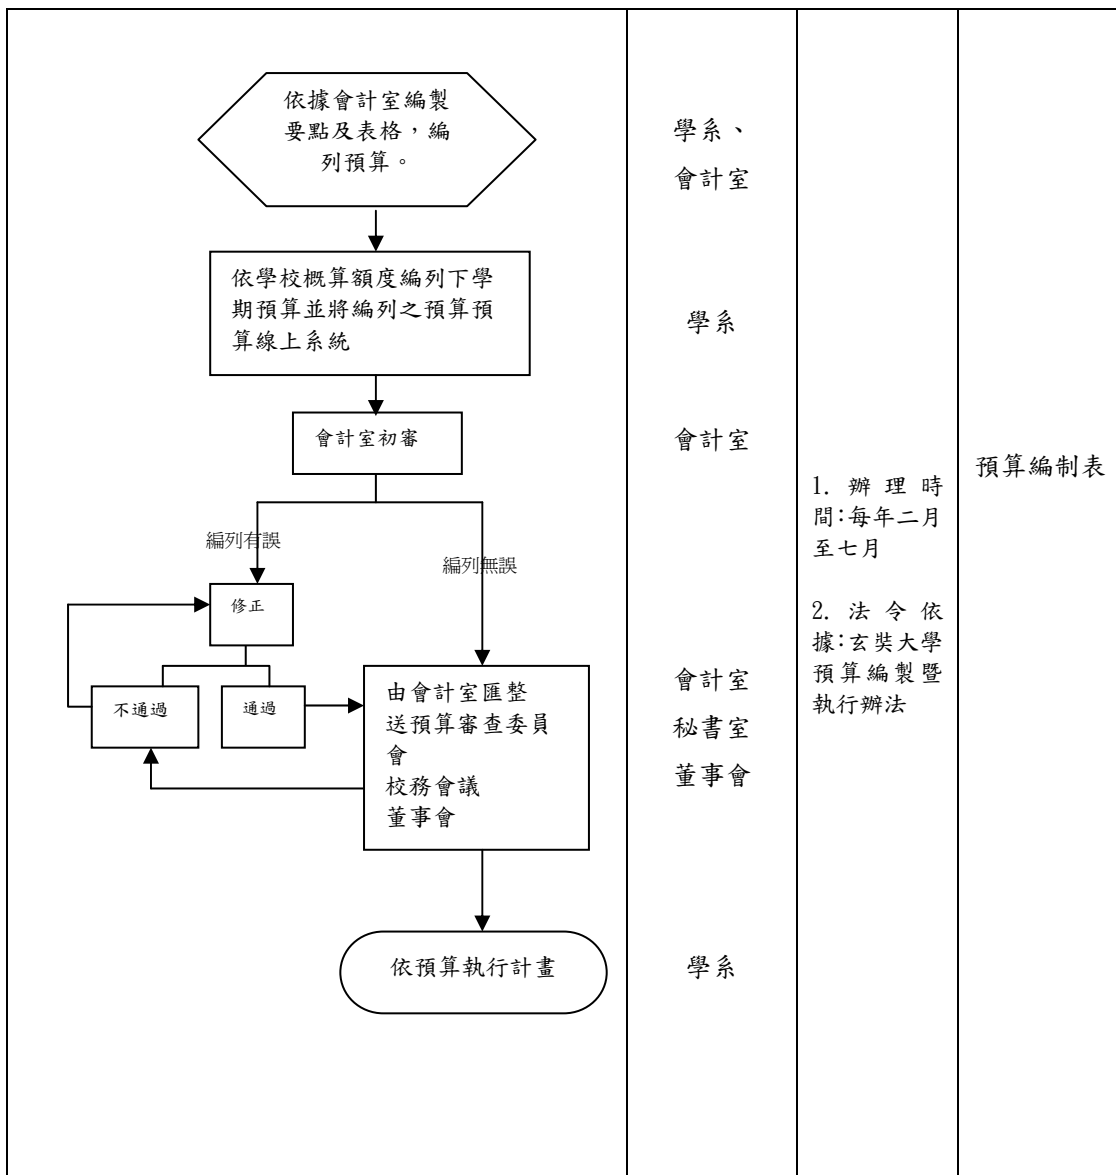 依據會計室編製
要點及表格，編
列預算。
依學校概算額度編列下學
期預算並將編列之預算預
算線上系統
會計室初審
編列有誤
編列無誤
修正
不通過
通過
由會計室匯整
送預算審查委員
會
校務會議
董事會
依預算執行計畫
學系、
會計室
學系
會計室
會計室
秘書室
董事會
學系
1. 辦理時
間:每年二月
至七月
2. 法令依
據:玄奘大學
預算編製暨
執行辦法
預算編制表